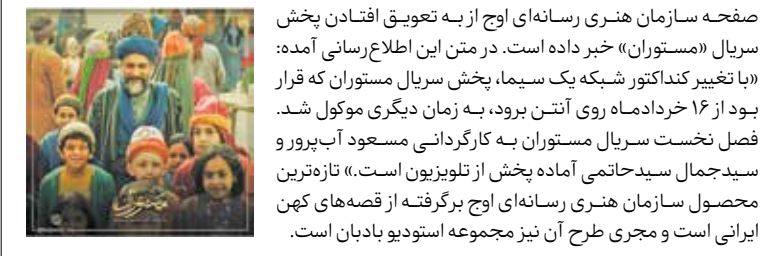 صفحه سازمان هنری رسانه‌ای اوج از به تعویق افتادن پخش
سریال «مستوران» خبر داده است. در متن این اطلاع‌رسانی آمده:
«با تغییر کنداکتور شبکه یک سیما، پخش سریال مستوران که قرار
بود از ۱۶ خردادماه روی آنتن برود، به زمان دیگری موکول شد.
فصل نخست سریال مستوران به کارگردانی مسعود آب‌پرور و
سیدجمال سیدحاتمی آماده پخش از تلویزیون است.» تازه‌ترین
محصول سازمان هنری رسانه‌ای اوج برگرفته از قصه‌های کهن
ایرانی است و مجری طرح آن نیز مجموعه استودیو بادبان است.
مستوران